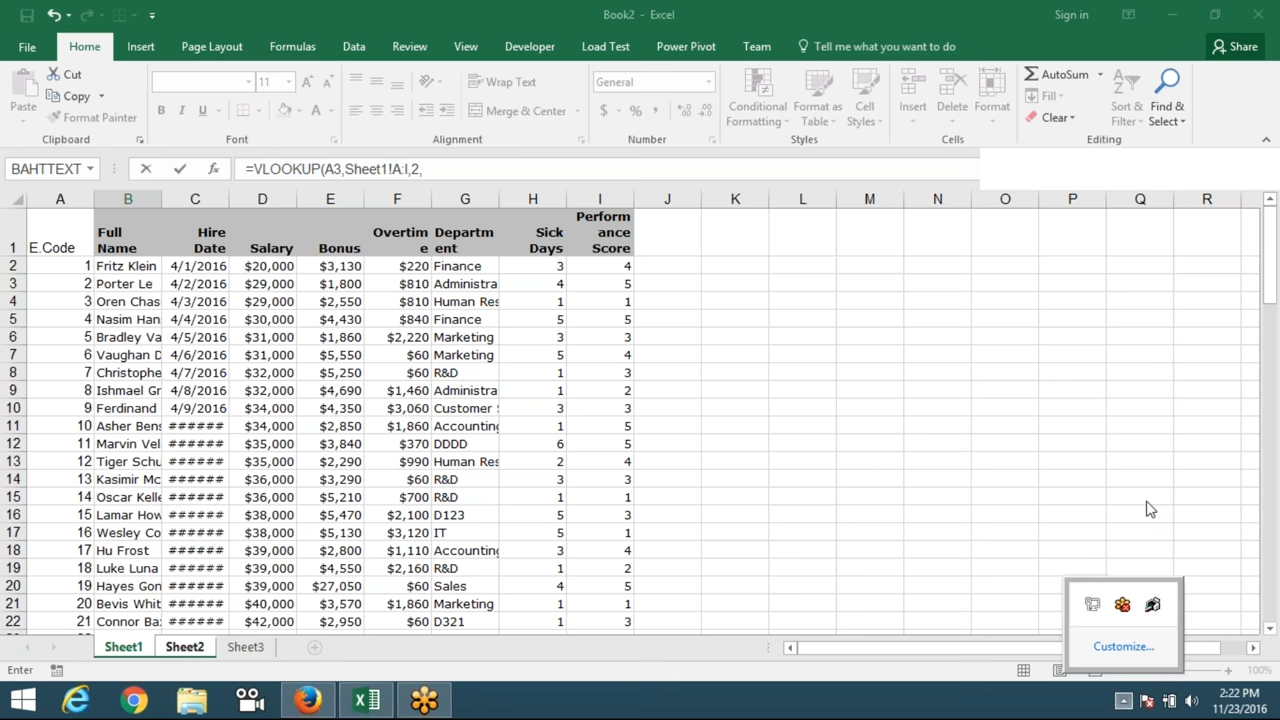 Book2 - Excel
Sign in
File Home Insert Page Layout Formulas Data Review View Developer Load Test Power Pivot Team Tell me what you want to do Share
Paste Cut Copy Format Painter Clipboard
11 B I U A A A Font
Wrap Text Merge & Center Alignment
General $ % , Number
Conditional Formatting Format as Table Cell Styles Styles
Insert Delete Format Cells
AutoSum Fill Clear Sort & Filter Find & Select Editing
BAHTTEXT fx =VLOOKUP(A3,Sheet1!A:I,2,
A B C D E F G H I J K L M N O P Q R
1 E.Code Full Name Hire Date Salary Bonus Overtime Department Sick Days Performance Score
2 1 Fritz Klein 4/1/2016 $20,000 $3,130 $220 Finance 3 4
3 2 Porter Le 4/2/2016 $29,000 $1,800 $810 Administra 4 5
4 3 Oren Chas 4/3/2016 $29,000 $2,550 $810 Human Res 1 1
5 4 Nasim Han 4/4/2016 $30,000 $4,430 $840 Finance 5 5
6 5 Bradley Va 4/5/2016 $31,000 $1,860 $2,220 Marketing 3 3
7 6 Vaughan D 4/6/2016 $31,000 $5,550 $60 Marketing 5 4
8 7 Christophe 4/7/2016 $32,000 $5,250 $60 R&D 1 3
9 8 Ishmael Gr 4/8/2016 $32,000 $4,690 $1,460 Administra 1 2
10 9 Ferdinand 4/9/2016 $34,000 $4,350 $3,060 Customer 3 3
11 10 Asher Bens ###### $34,000 $2,850 $1,860 Accounting 1 5
12 11 Marvin Vel ###### $35,000 $3,840 $370 DDDD 6 5
13 12 Tiger Schu ###### $35,000 $2,290 $990 Human Res 2 4
14 13 Kasimir Mc ###### $36,000 $3,290 $60 R&D 3 3
15 14 Oscar Kelle ###### $36,000 $5,210 $700 R&D 1 1
16 15 Lamar How ###### $38,000 $5,470 $2,100 D123 5 3
17 16 Wesley Co ###### $38,000 $5,130 $3,120 IT 5 1
18 17 Hu Frost ###### $39,000 $2,800 $1,110 Accounting 3 4
19 18 Luke Luna ###### $39,000 $4,550 $2,160 R&D 1 2
20 19 Hayes Gon ###### $39,000 $27,050 $60 Sales 4 5
21 20 Bevis Whit ###### $40,000 $3,570 $1,860 Marketing 1 1
22 21 Connor Ba ###### $42,000 $2,950 $60 D321 1 3
Sheet1 Sheet2 Sheet3
Customize...
Enter 100%
2:22 PM
11/23/2016